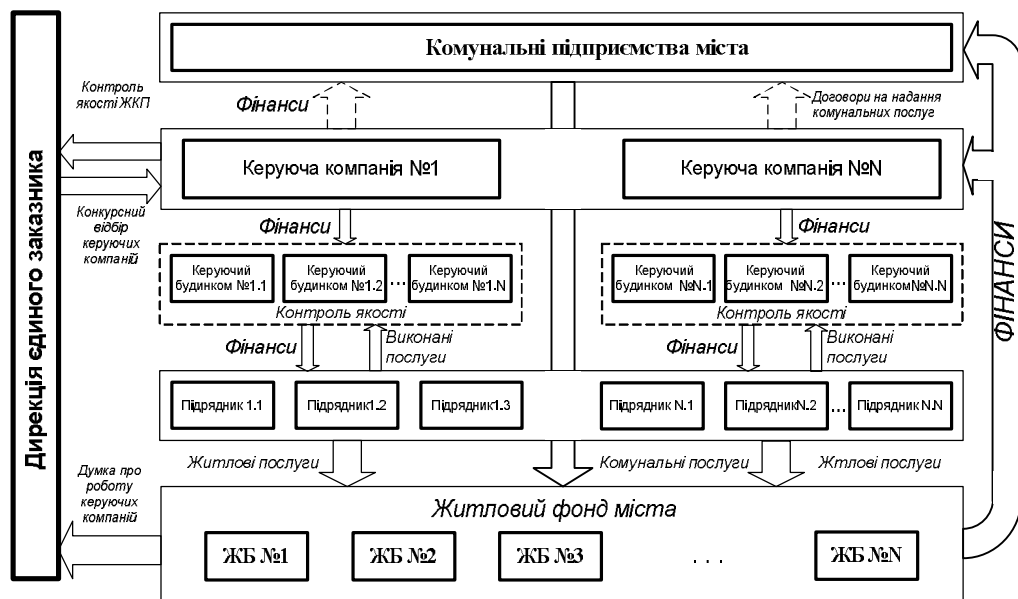 Дирекція єдиного заказника
Комунальні підприємства міста
Контроль
якості ЖКП
Фінанси
Договори на надання
комунальних послуг
Керуюча компанія №1
Керуюча компанія №N
Конкурсний
відбір
керуючих
компаній
Фінанси
Фінанси
Керуючий
будинком №1.1
Керуючий
будинком №1.2
...
Керуючий
будинком №1.N
Керуючий
будинком №N.1
Керуючий
будинком №N.2
...
Керуючий
будинком№N.N
Контроль якості
Контроль якості
Фінанси
Виконані
послуги
Фінанси
Виконані
послуги
ФІНАНСИ
Підрядник 1.1
Підрядник1.2
Підрядник1.3
Підрядник N.1
ПідрядникN.2
...
Підрядник N.N
Житлові послуги
Комунальні послуги
Жтлові послуги
Думка про
роботу
керуючих
компаній
Житловий фонд міста
ЖБ №1
ЖБ №2
ЖБ №3
. . .
ЖБ №N